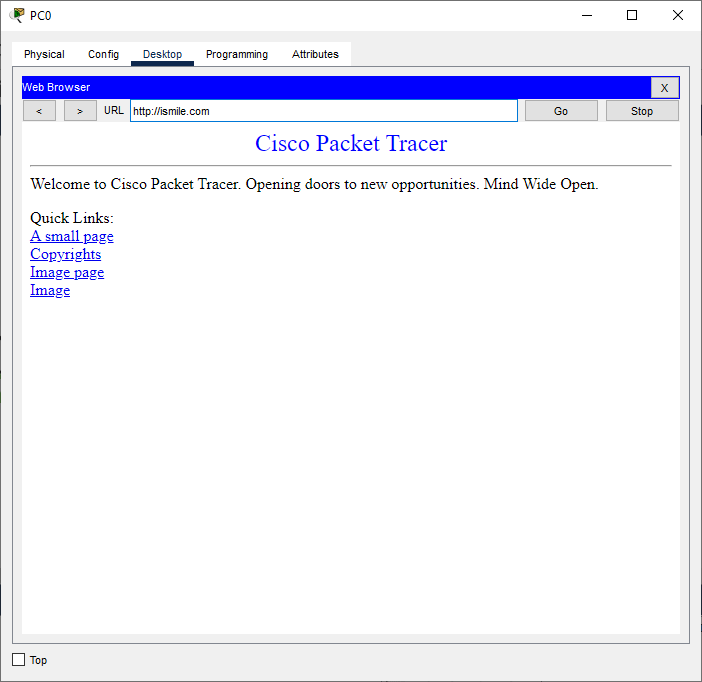 PC0
Physical Config Desktop Programming Attributes
Web Browser X
< > URL http://ismile.com Go Stop
Cisco Packet Tracer
Welcome to Cisco Packet Tracer. Opening doors to new opportunities. Mind Wide Open.
Quick Links:
A small page
Copyrights
Image page
Image
Top